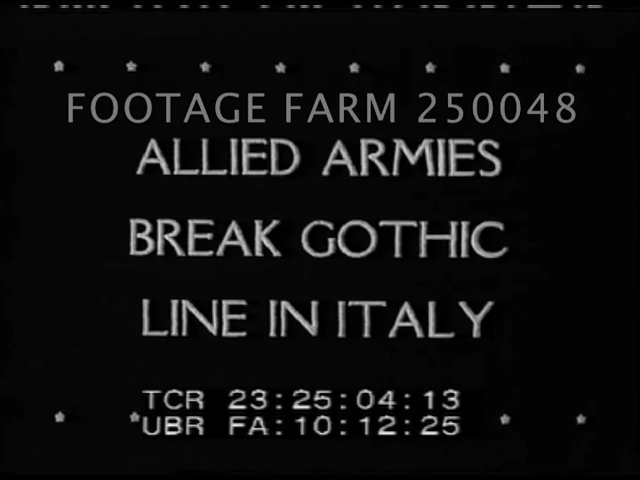 FOOTAGE FARM 250048
ALLIED ARMIES
BREAK GOTHIC
LINE IN ITALY
TCR 23:25:04:13
UBR FA:10:12:25